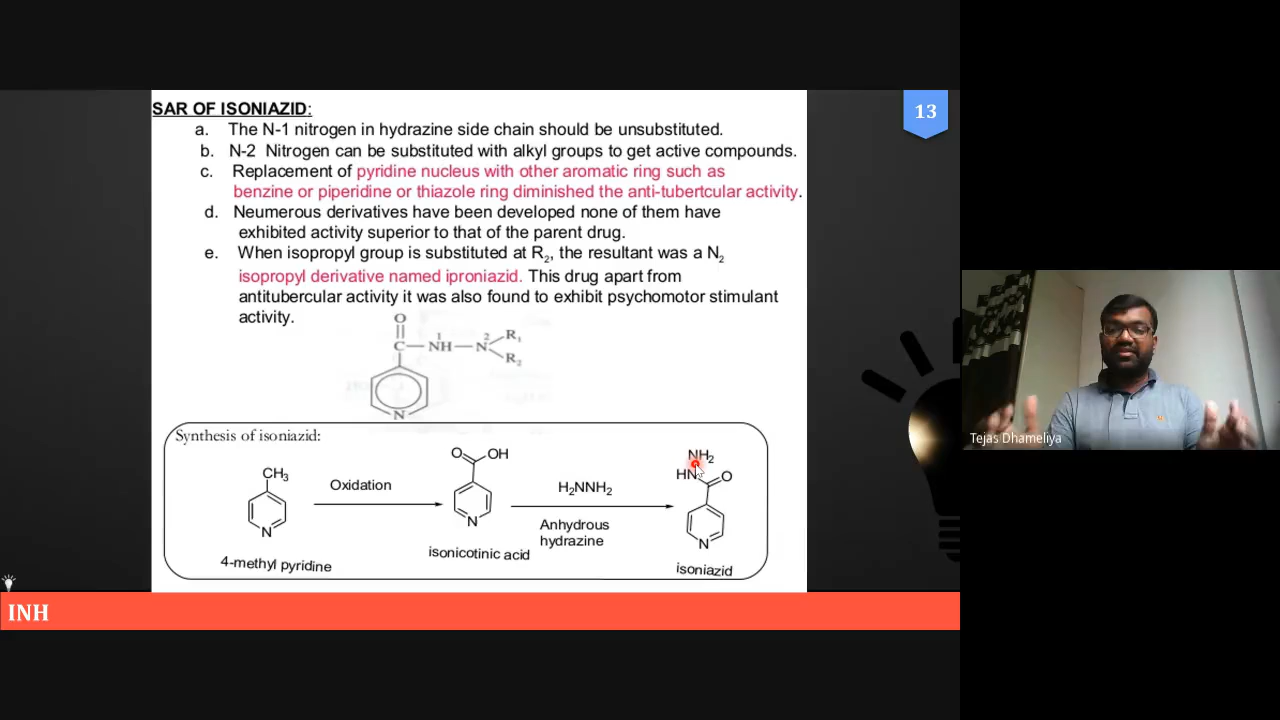 SAR OF ISONIAZID:
a. The N-1 nitrogen in hydrazine side chain should be unsubstituted.
b. N-2 Nitrogen can be substituted with alkyl groups to get active compounds.
c. Replacement of pyridine nucleus with other aromatic ring such as
benzine or piperidine or thiazole ring diminished the anti-tubertcular activity.
d. Neumerous derivatives have been developed none of them have
exhibited activity superior to that of the parent drug.
e. When isopropyl group is substituted at R2, the resultant was a N2
isopropyl derivative named iproniazid. This drug apart from
antitubercular activity it was also found to exhibit psychomotor stimulant
activity.
O
1 2 R1
C NH N
R2
N
Synthesis of isoniazid:
CH3
N
4-methyl pyridine
Oxidation
O OH
N
isonicotinic acid
H2NNH2
Anhydrous
hydrazine
NH2
HN O
N
isoniazid
13
INH
Tejas Dhameliya